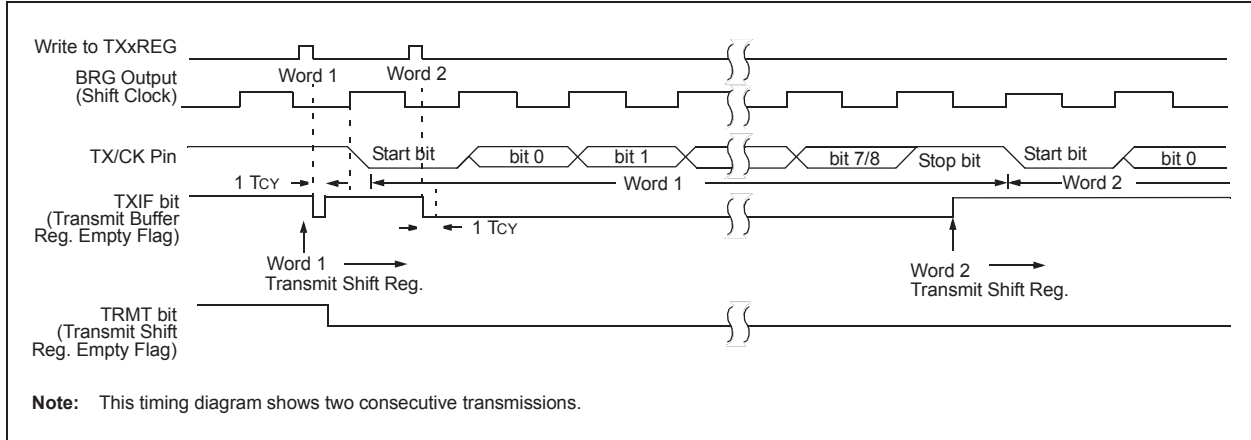 Write to TXxREG
Word 1
Word 2
BRG Output
(Shift Clock)
TX/CK Pin
Start bit
bit 0
bit 1
bit 7/8
Stop bit
Start bit
bit 0
1 TCY
Word 1
Word 2
TXIF bit
(Transmit Buffer
Reg. Empty Flag)
1 TCY
Word 1
Transmit Shift Reg.
Word 2
Transmit Shift Reg.
TRMT bit
(Transmit Shift
Reg. Empty Flag)
Note: This timing diagram shows two consecutive transmissions.